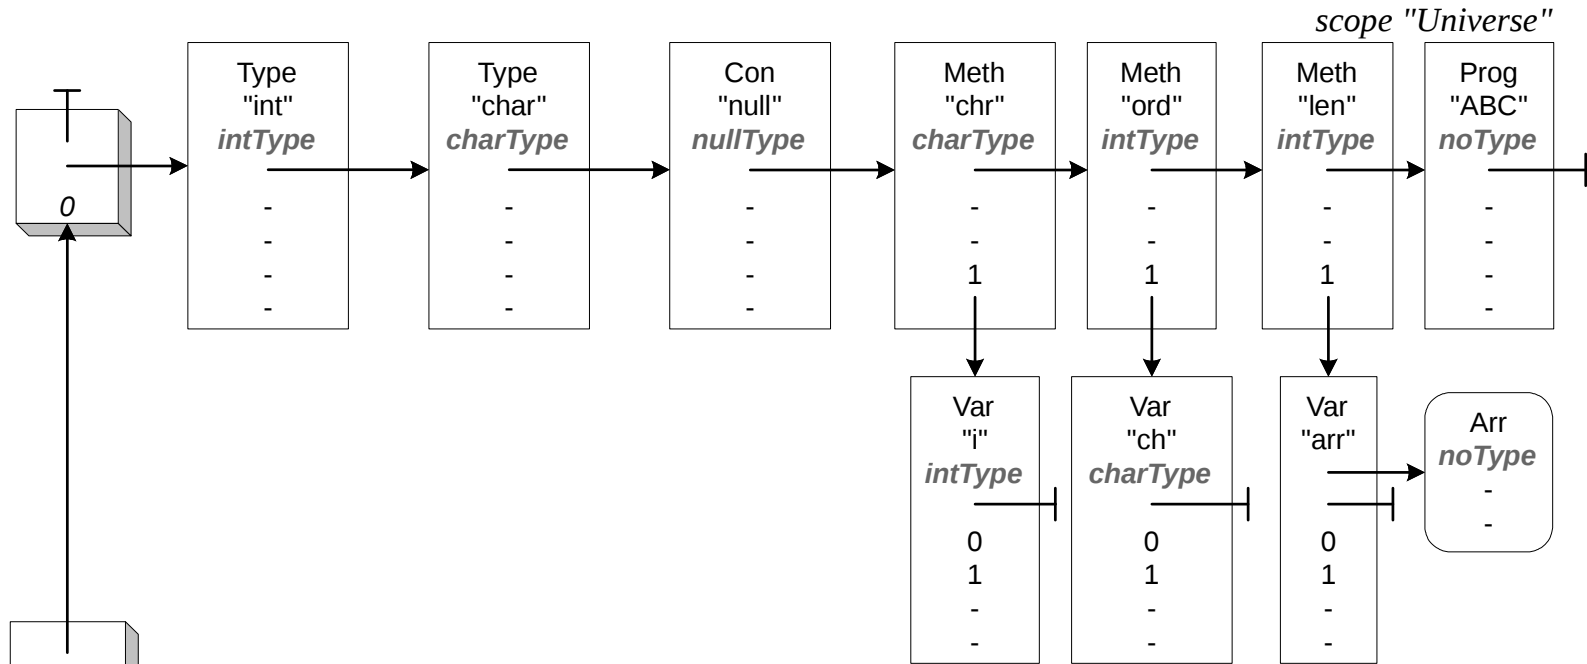 scope "Universe"
Type
"int"
intType
-
-
-
-
Type
"char"
charType
-
-
-
-
Con
"null"
nullType
-
-
-
-
Meth
"chr"
charType
-
-
1
Meth
"ord"
intType
-
-
1
Meth
"len"
intType
-
-
1
Prog
"ABC"
noType
-
-
-
-
0
Var
"i"
intType
0
1
-
-
Var
"ch"
charType
0
1
-
-
Var
"arr"
0
1
-
-
Arr
noType
-
-